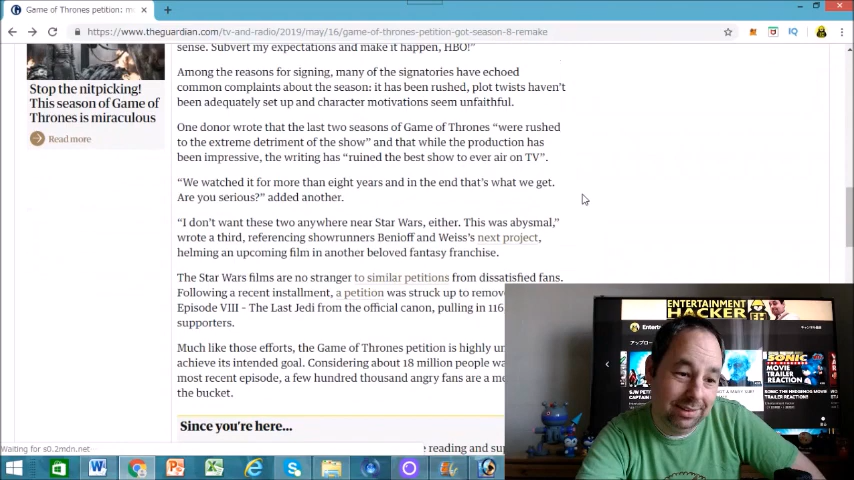 Game of Thrones petition: m
https://www.theguardian.com/tv-and-radio/2019/may/16/game-of-thrones-petition-got-season-8-remake
sense. Subvert my expectations and make it happen, HBO!”
Stop the nitpicking!
This season of Game of
Thrones is miraculous
Read more
Among the reasons for signing, many of the signatories have echoed
common complaints about the season: it has been rushed, plot twists haven’t
been adequately set up and character motivations seem unfaithful.
One donor wrote that the last two seasons of Game of Thrones “were rushed
to the extreme detriment of the show” and that while the production has
been impressive, the writing has “ruined the best show to ever air on TV”.
“We watched it for more than eight years and in the end that’s what we get.
Are you serious?” added another.
“I don’t want these two anywhere near Star Wars, either. This was abysmal,”
wrote a third, referencing showrunners Benioff and Weiss’s next project,
helming an upcoming film in another beloved fantasy franchise.
The Star Wars films are no stranger to similar petitions from dissatisfied fans.
Following a recent installment, a petition was struck up to remove
Episode VIII – The Last Jedi from the official canon, pulling in 116
supporters.
Much like those efforts, the Game of Thrones petition is highly un
achieve its intended goal. Considering about 18 million people wa
most recent episode, a few hundred thousand angry fans are a me
the bucket.
Since you’re here...
reading and sup
Waiting for s0.2mdn.net
ENTERTAINMENT
HACKER
EH
SONIC
MOVIE
TRAILER
REACTION